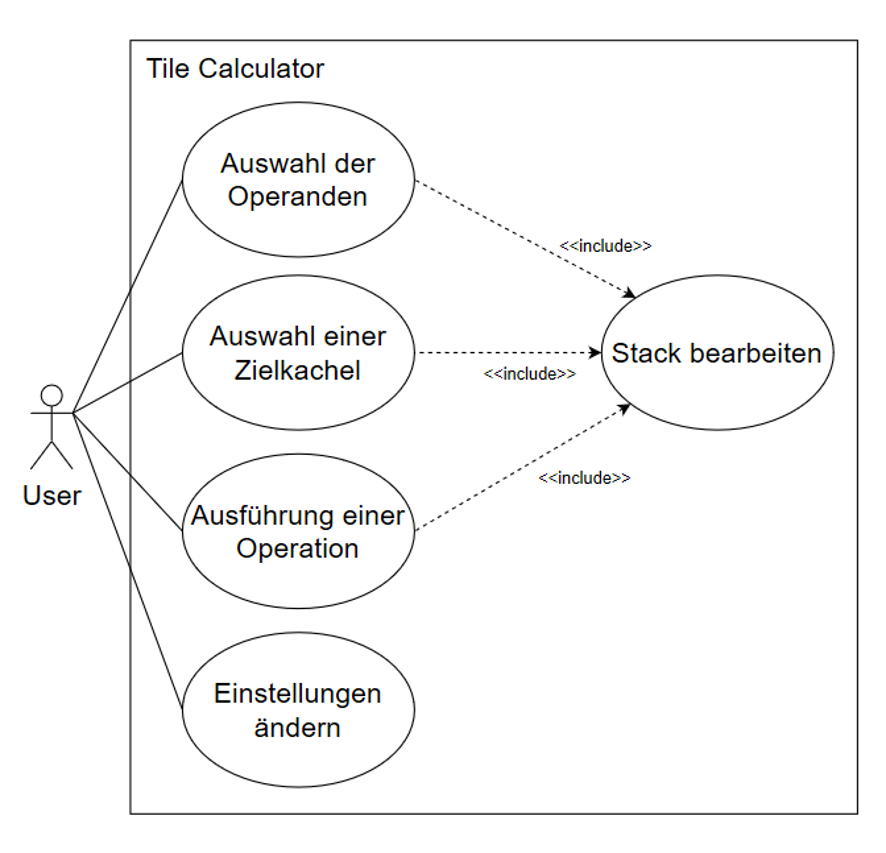 Tile Calculator
Auswahl der
Operanden
<<include>>
Auswahl einer
Zielkachel
<<include>>
Stack bearbeiten
<<include>>
User
Ausführung einer
Operation
Einstellungen
ändern